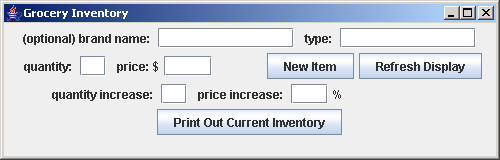 Grocery Inventory
(optional) brand name: type:
quantity: price: $ New Item Refresh Display
quantity increase: price increase: %
Print Out Current Inventory